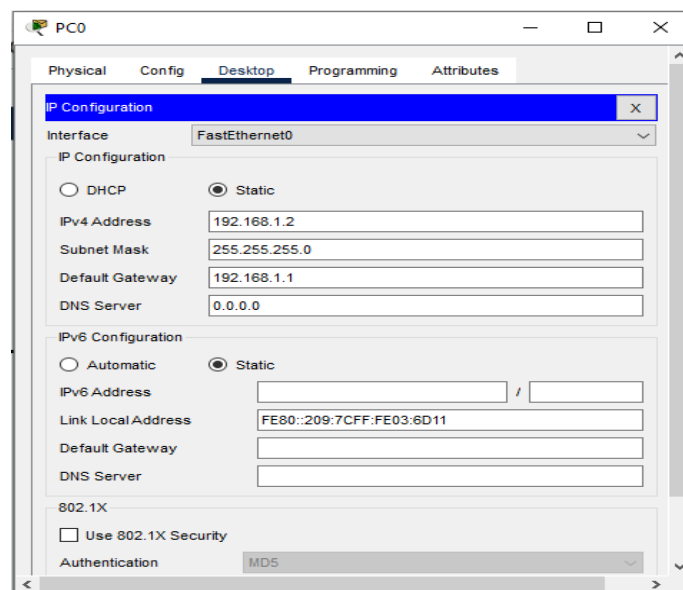 PC0
Physical Config Desktop Programming Attributes
IP Configuration X
Interface FastEthernet0
IP Configuration
DHCP Static
IPv4 Address 192.168.1.2
Subnet Mask 255.255.255.0
Default Gateway 192.168.1.1
DNS Server 0.0.0.0
IPv6 Configuration
Automatic Static
IPv6 Address /
Link Local Address FE80::209:7CFF:FE03:6D11
Default Gateway
DNS Server
802.1X
Use 802.1X Security
Authentication MD5